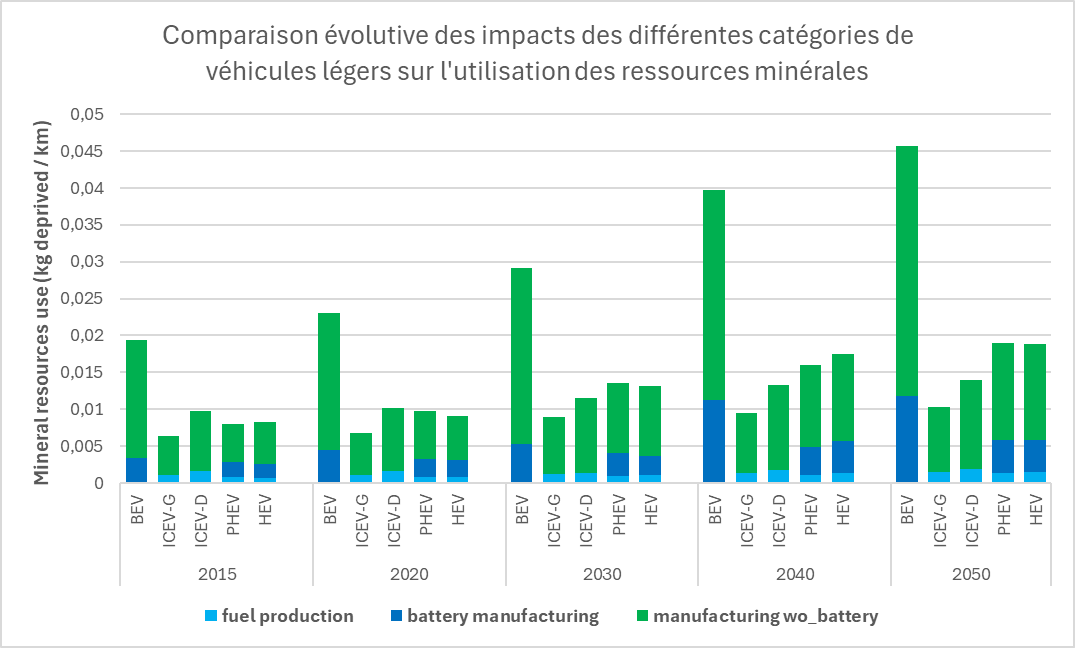 Comparaison évolutive des impacts des différentes catégories de
véhicules légers sur l'utilisation des ressources minérales
Mineral resources use (kg deprived / km)
0,05
0,045
0,04
0,035
0,03
0,025
0,02
0,015
0,01
0,005
0
BEV ICEV-G ICEV-D PHEV HEV BEV ICEV-G ICEV-D PHEV HEV BEV ICEV-G ICEV-D PHEV HEV BEV ICEV-G ICEV-D PHEV HEV BEV ICEV-G ICEV-D PHEV HEV
2015 2020 2030 2040 2050
fuel production battery manufacturing manufacturing wo_battery